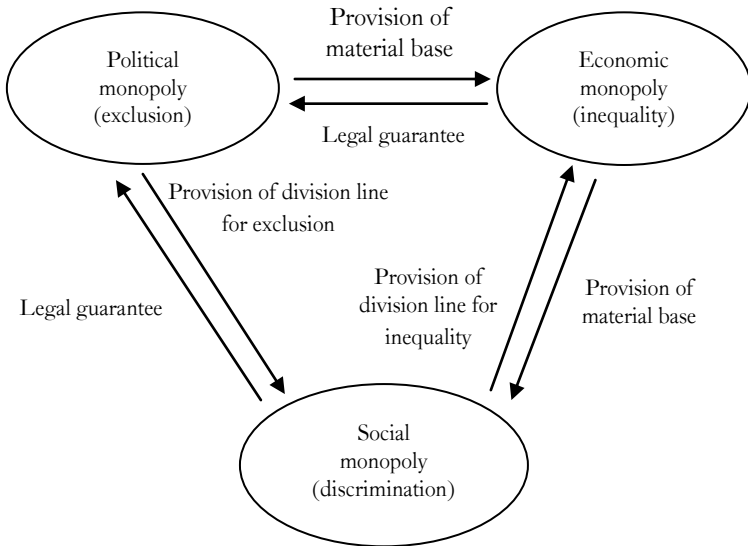 Political
monopoly
(exclusion)
Provision of
material base
Legal guarantee
Economic
monopoly
(inequality)
Provision of division line
for exclusion
Legal guarantee
Provision of
division line for
inequality
Provision of
material base
Social
monopoly
(discrimination)